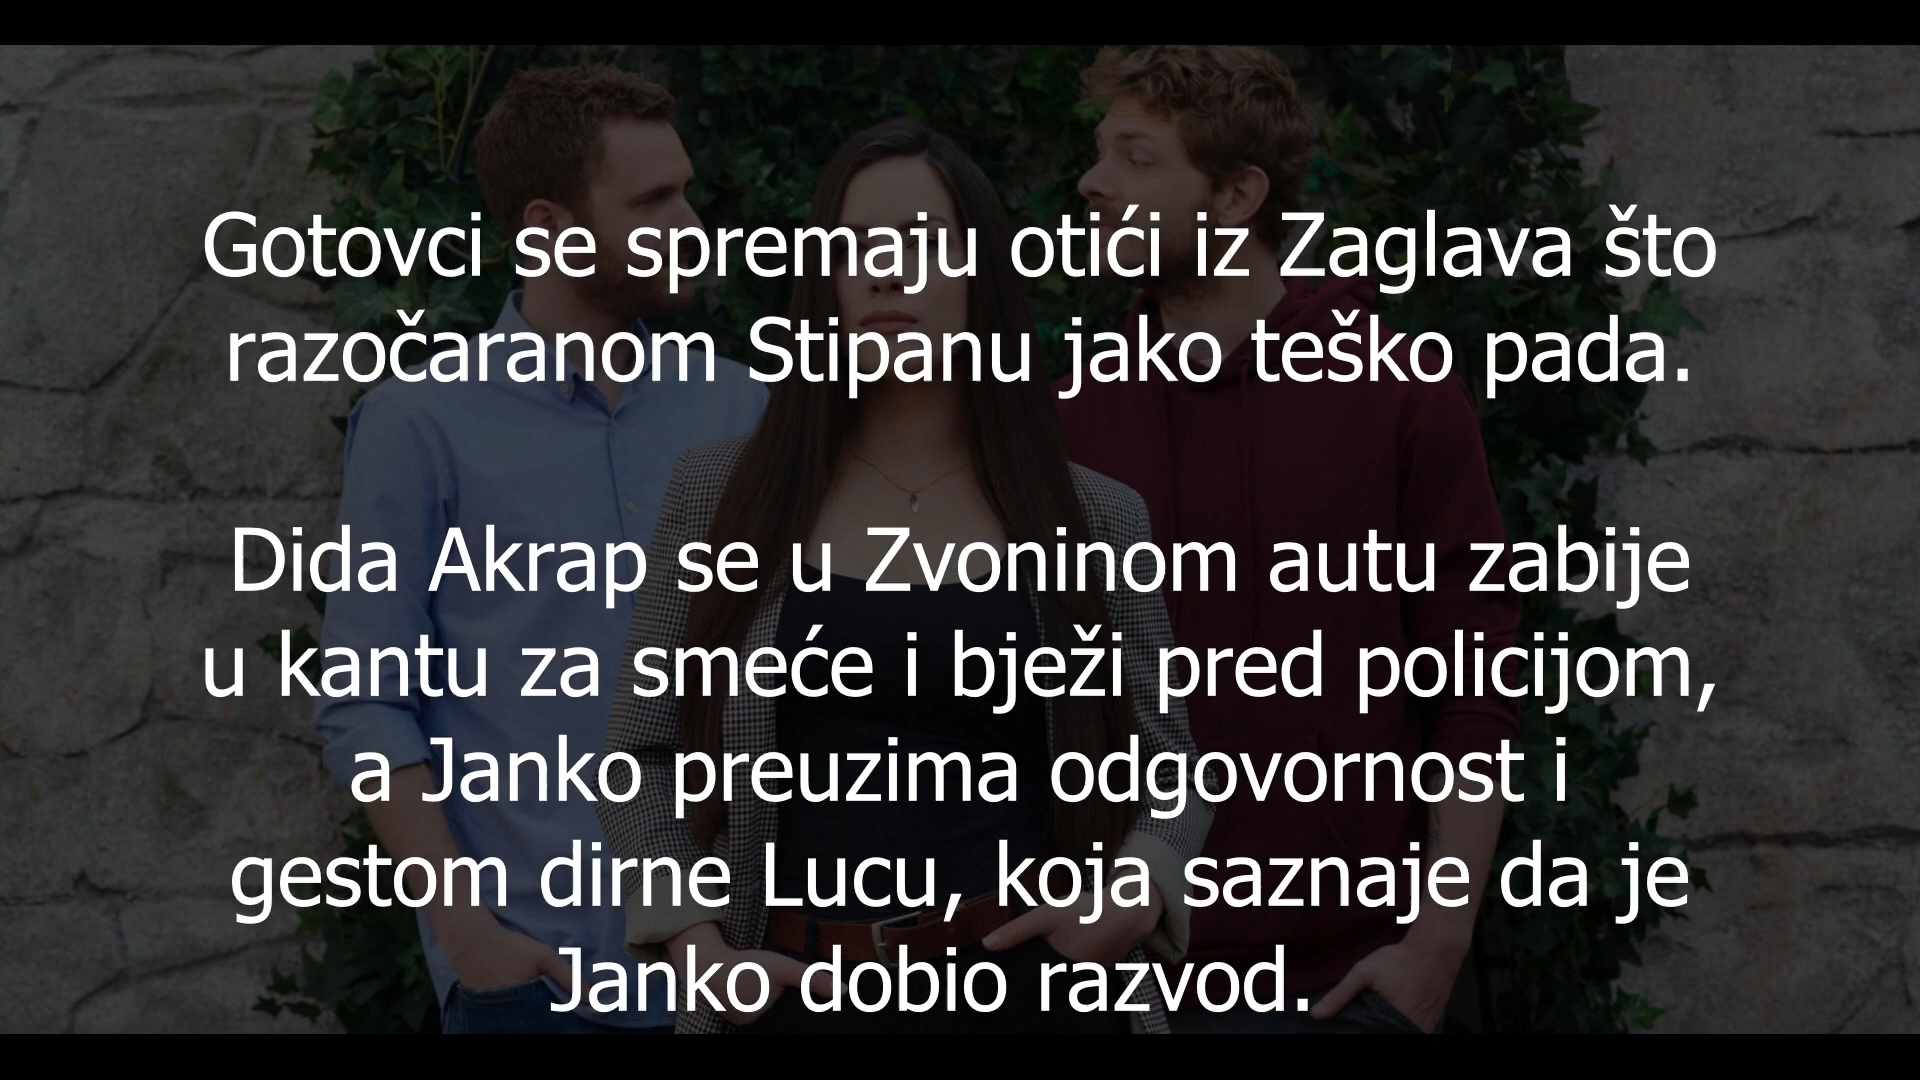 Gotovci se spremaju otići iz Zaglava što
razočaranom Stipanu jako teško pada.
Dida Akrap se u Zvoninom autu zabije
u kantu za smeće i bježi pred policijom,
a Janko preuzima odgovornost i
gestom dirne Lucu, koja saznaje da je
Janko dobio razvod.